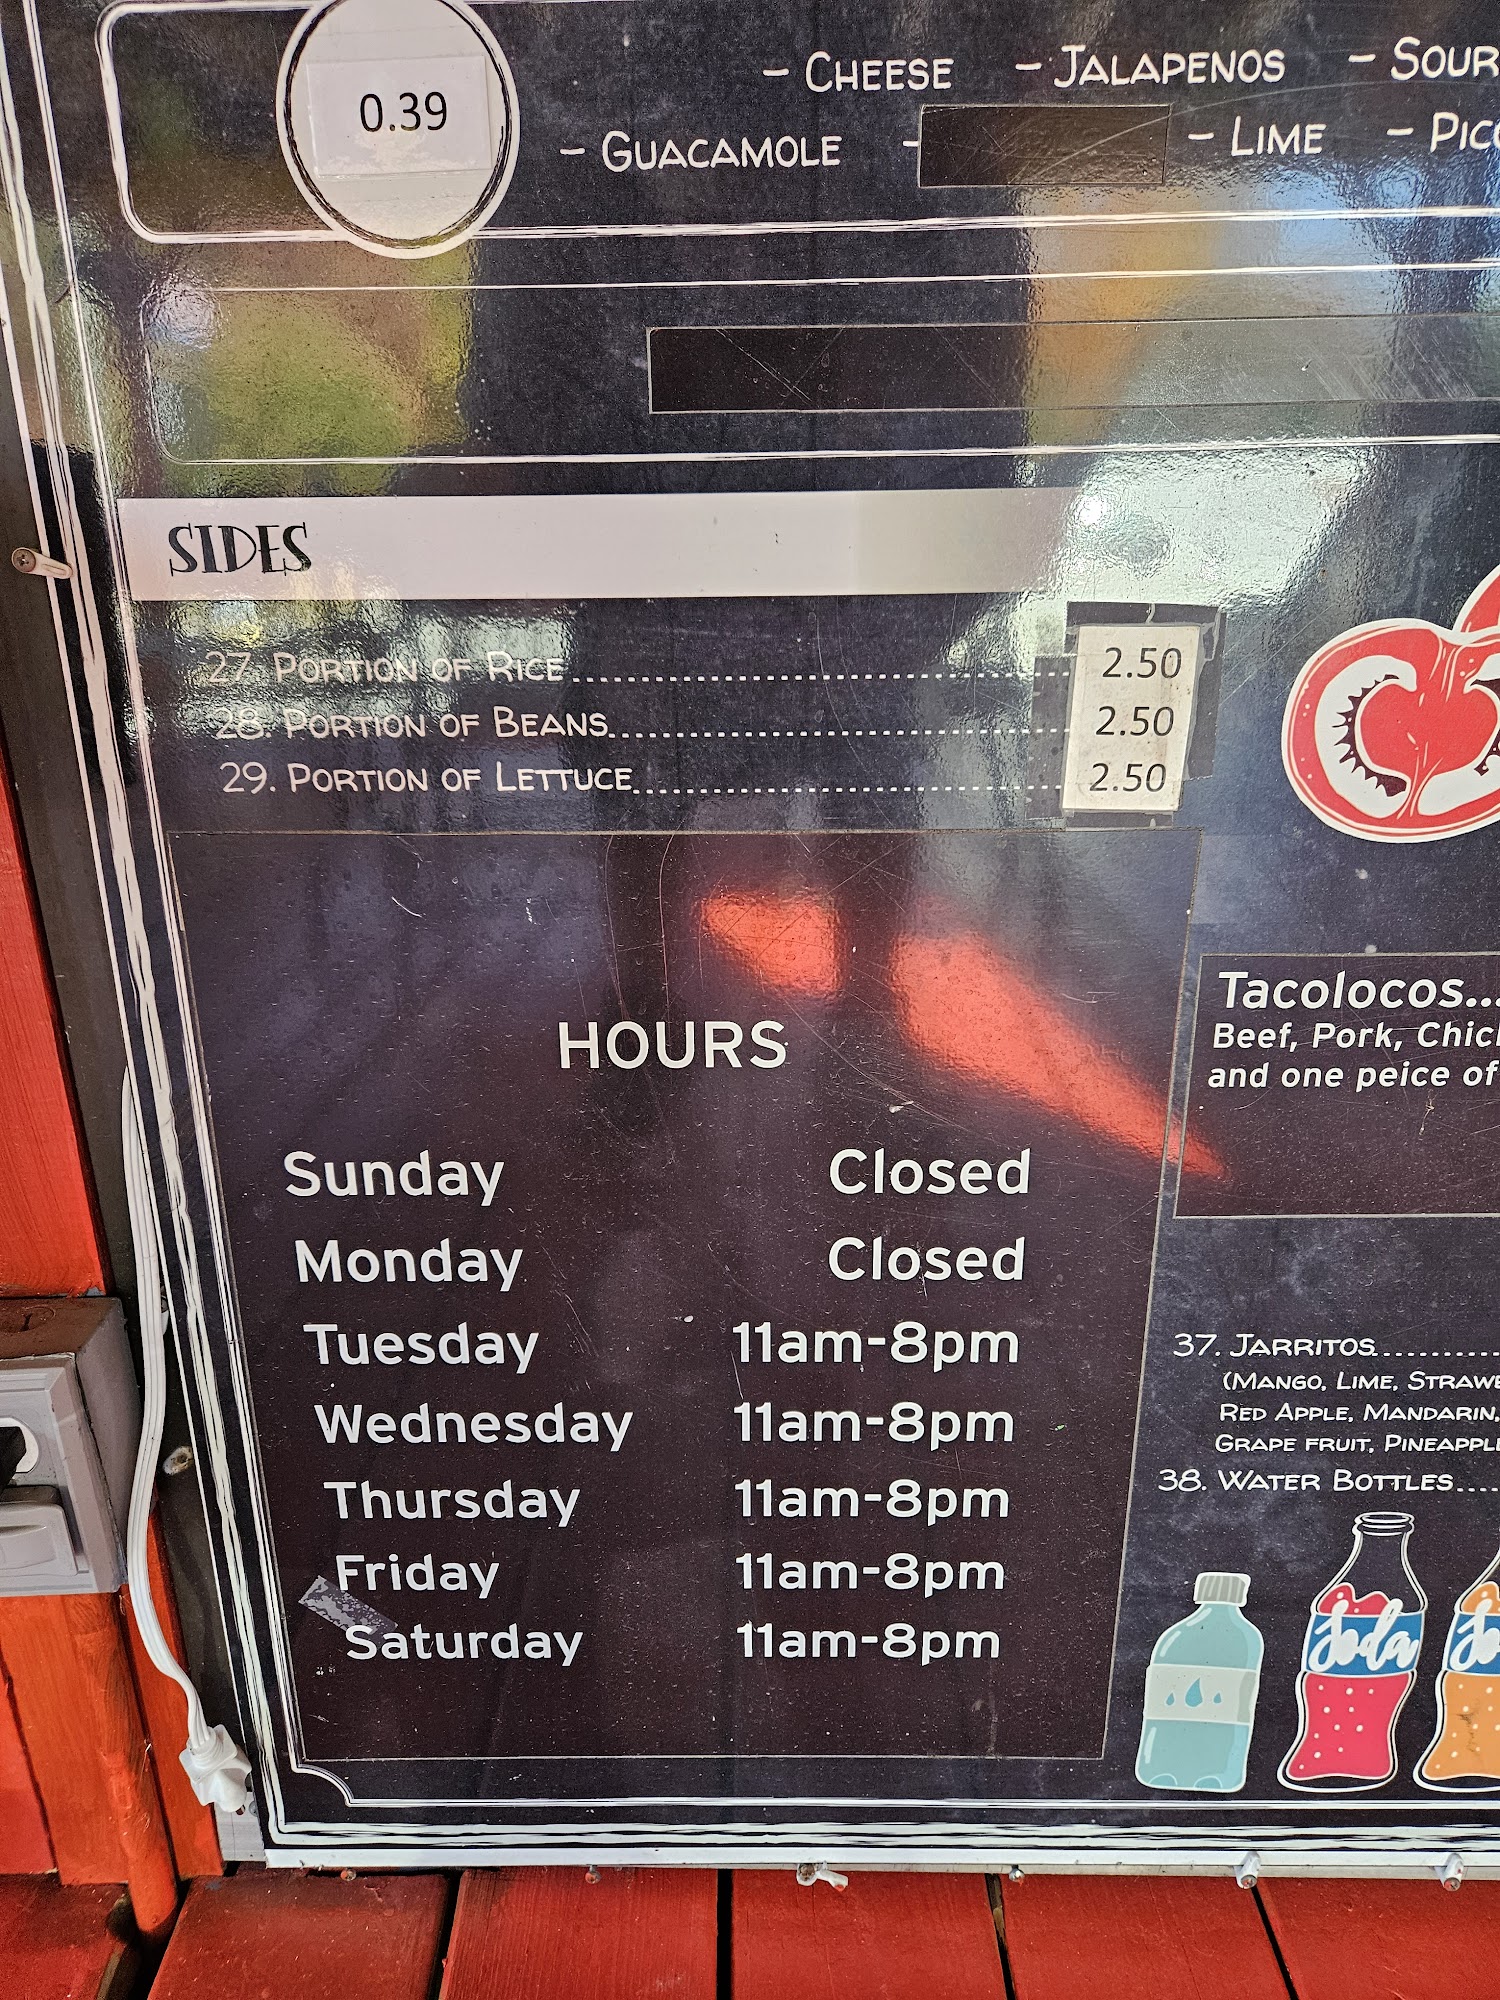 0.39
- Cheese - Jalapenos - Sour
- Guacamole - - Lime - Pico
SIDES
27. Portion of Rice 2.50
28. Portion of Beans 2.50
29. Portion of Lettuce 2.50
HOURS
Sunday Closed
Monday Closed
Tuesday 11am-8pm
Wednesday 11am-8pm
Thursday 11am-8pm
Friday 11am-8pm
Saturday 11am-8pm
Tacolocos...
Beef, Pork, Chic
and one peice of
37. Jarritos
(Mango, Lime, Strawbe
Red Apple, Mandarin,
Grape fruit, Pineapple
38. Water Bottles
Soda